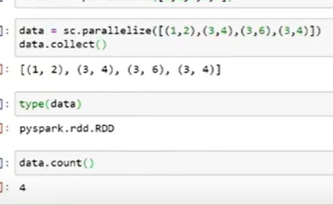 ]: data = sc.parallelize([(1,2),(3,4),(3,6),(3,4)])
data.collect()
]: [(1, 2), (3, 4), (3, 6), (3, 4)]
]: type(data)
]: pyspark.rdd.RDD
]: data.count()
]: 4